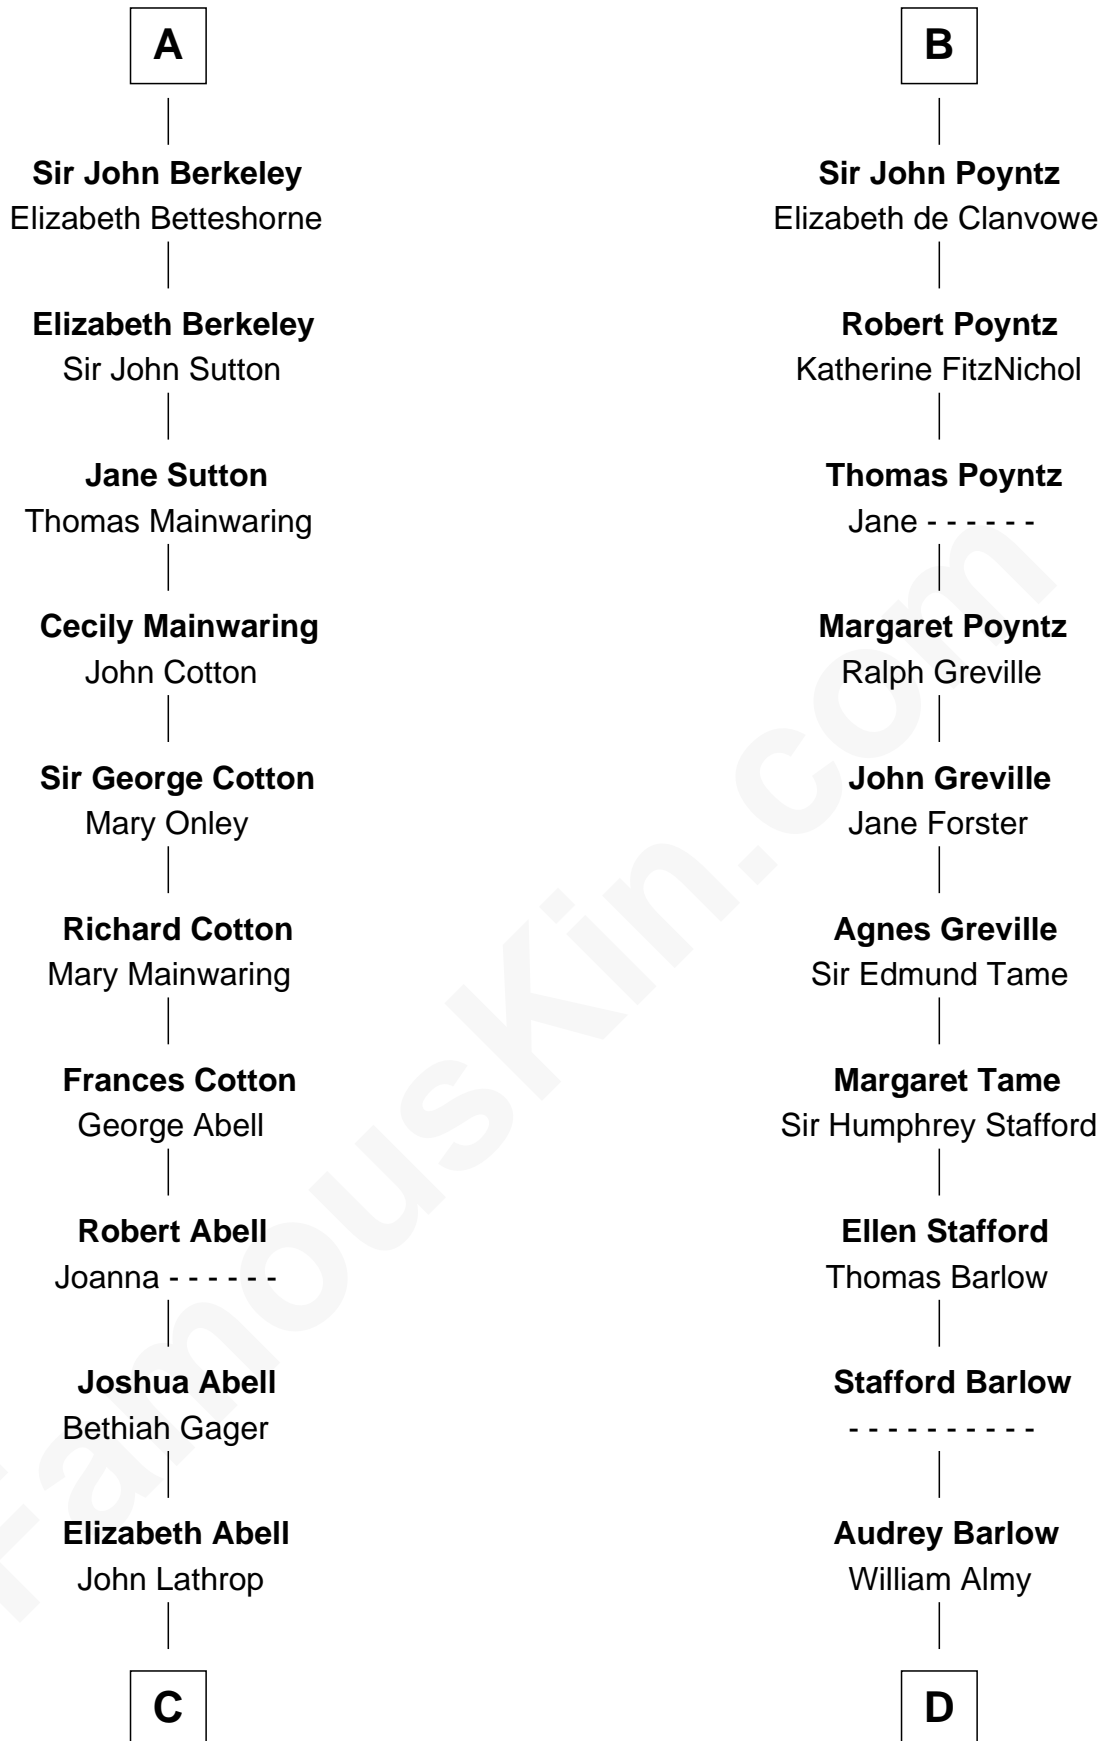 A
Sir John Berkeley
Elizabeth Betteshorne
Elizabeth Berkeley
Sir John Sutton
Jane Sutton
Thomas Mainwaring
Cecily Mainwaring
John Cotton
Sir George Cotton
Mary Onley
Richard Cotton
Mary Mainwaring
Frances Cotton
George Abell
Robert Abell
Joanna - - - - - -
Joshua Abell
Bethiah Gager
Elizabeth Abell
John Lathrop
C
B
Sir John Poyntz
Elizabeth de Clanvowe
Robert Poyntz
Katherine FitzNichol
Thomas Poyntz
Jane - - - - - -
Margaret Poyntz
Ralph Greville
John Greville
Jane Forster
Agnes Greville
Sir Edmund Tame
Margaret Tame
Sir Humphrey Stafford
Ellen Stafford
Thomas Barlow
Stafford Barlow
- - - - - - - - - -
Audrey Barlow
William Almy
D
FamousKin.com